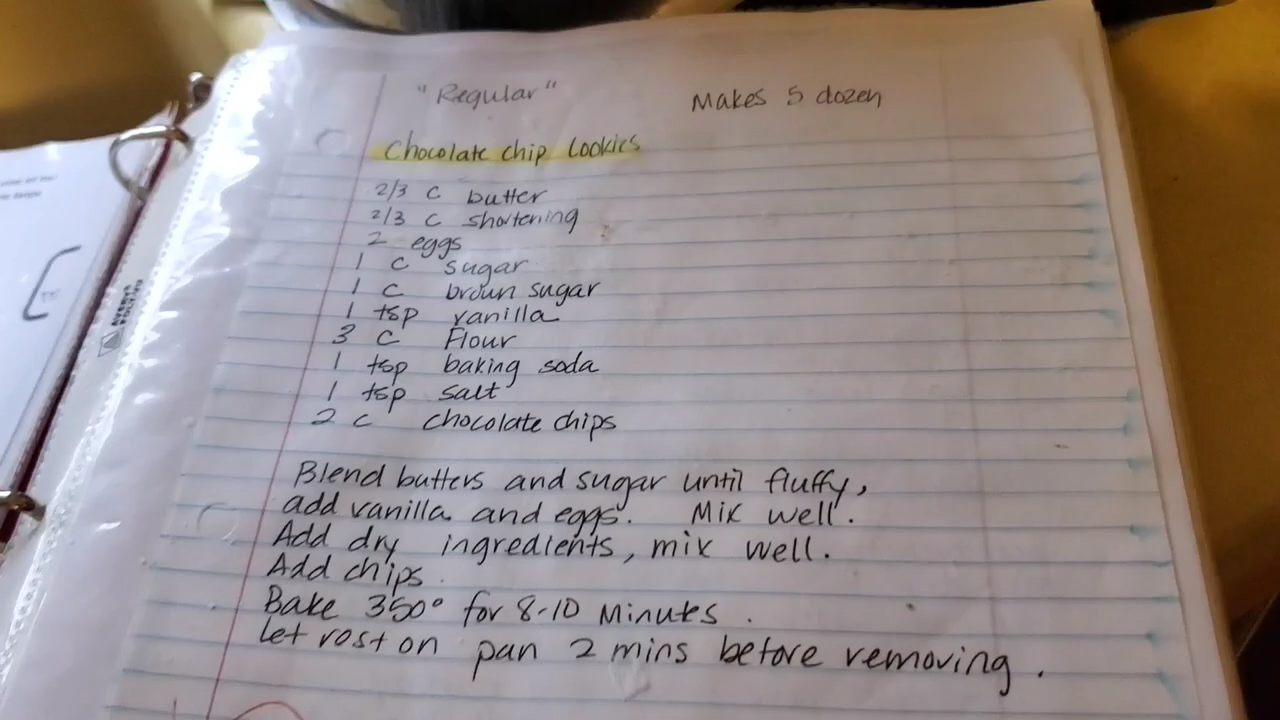 "Regular" Makes 5 dozen
Chocolate chip Cookies
2/3 C butter
2/3 C shortening
2 eggs
1 C sugar
1 C brown sugar
1 tsp vanilla
3 C Flour
1 tsp baking soda
1 tsp salt
2 C chocolate chips
Blend butters and sugar until fluffy,
add vanilla and eggs. Mix well.
Add dry ingredients, mix well.
Add chips.
Bake 350° for 8-10 Minutes.
Let rest on pan 2 mins before removing.
AVERY